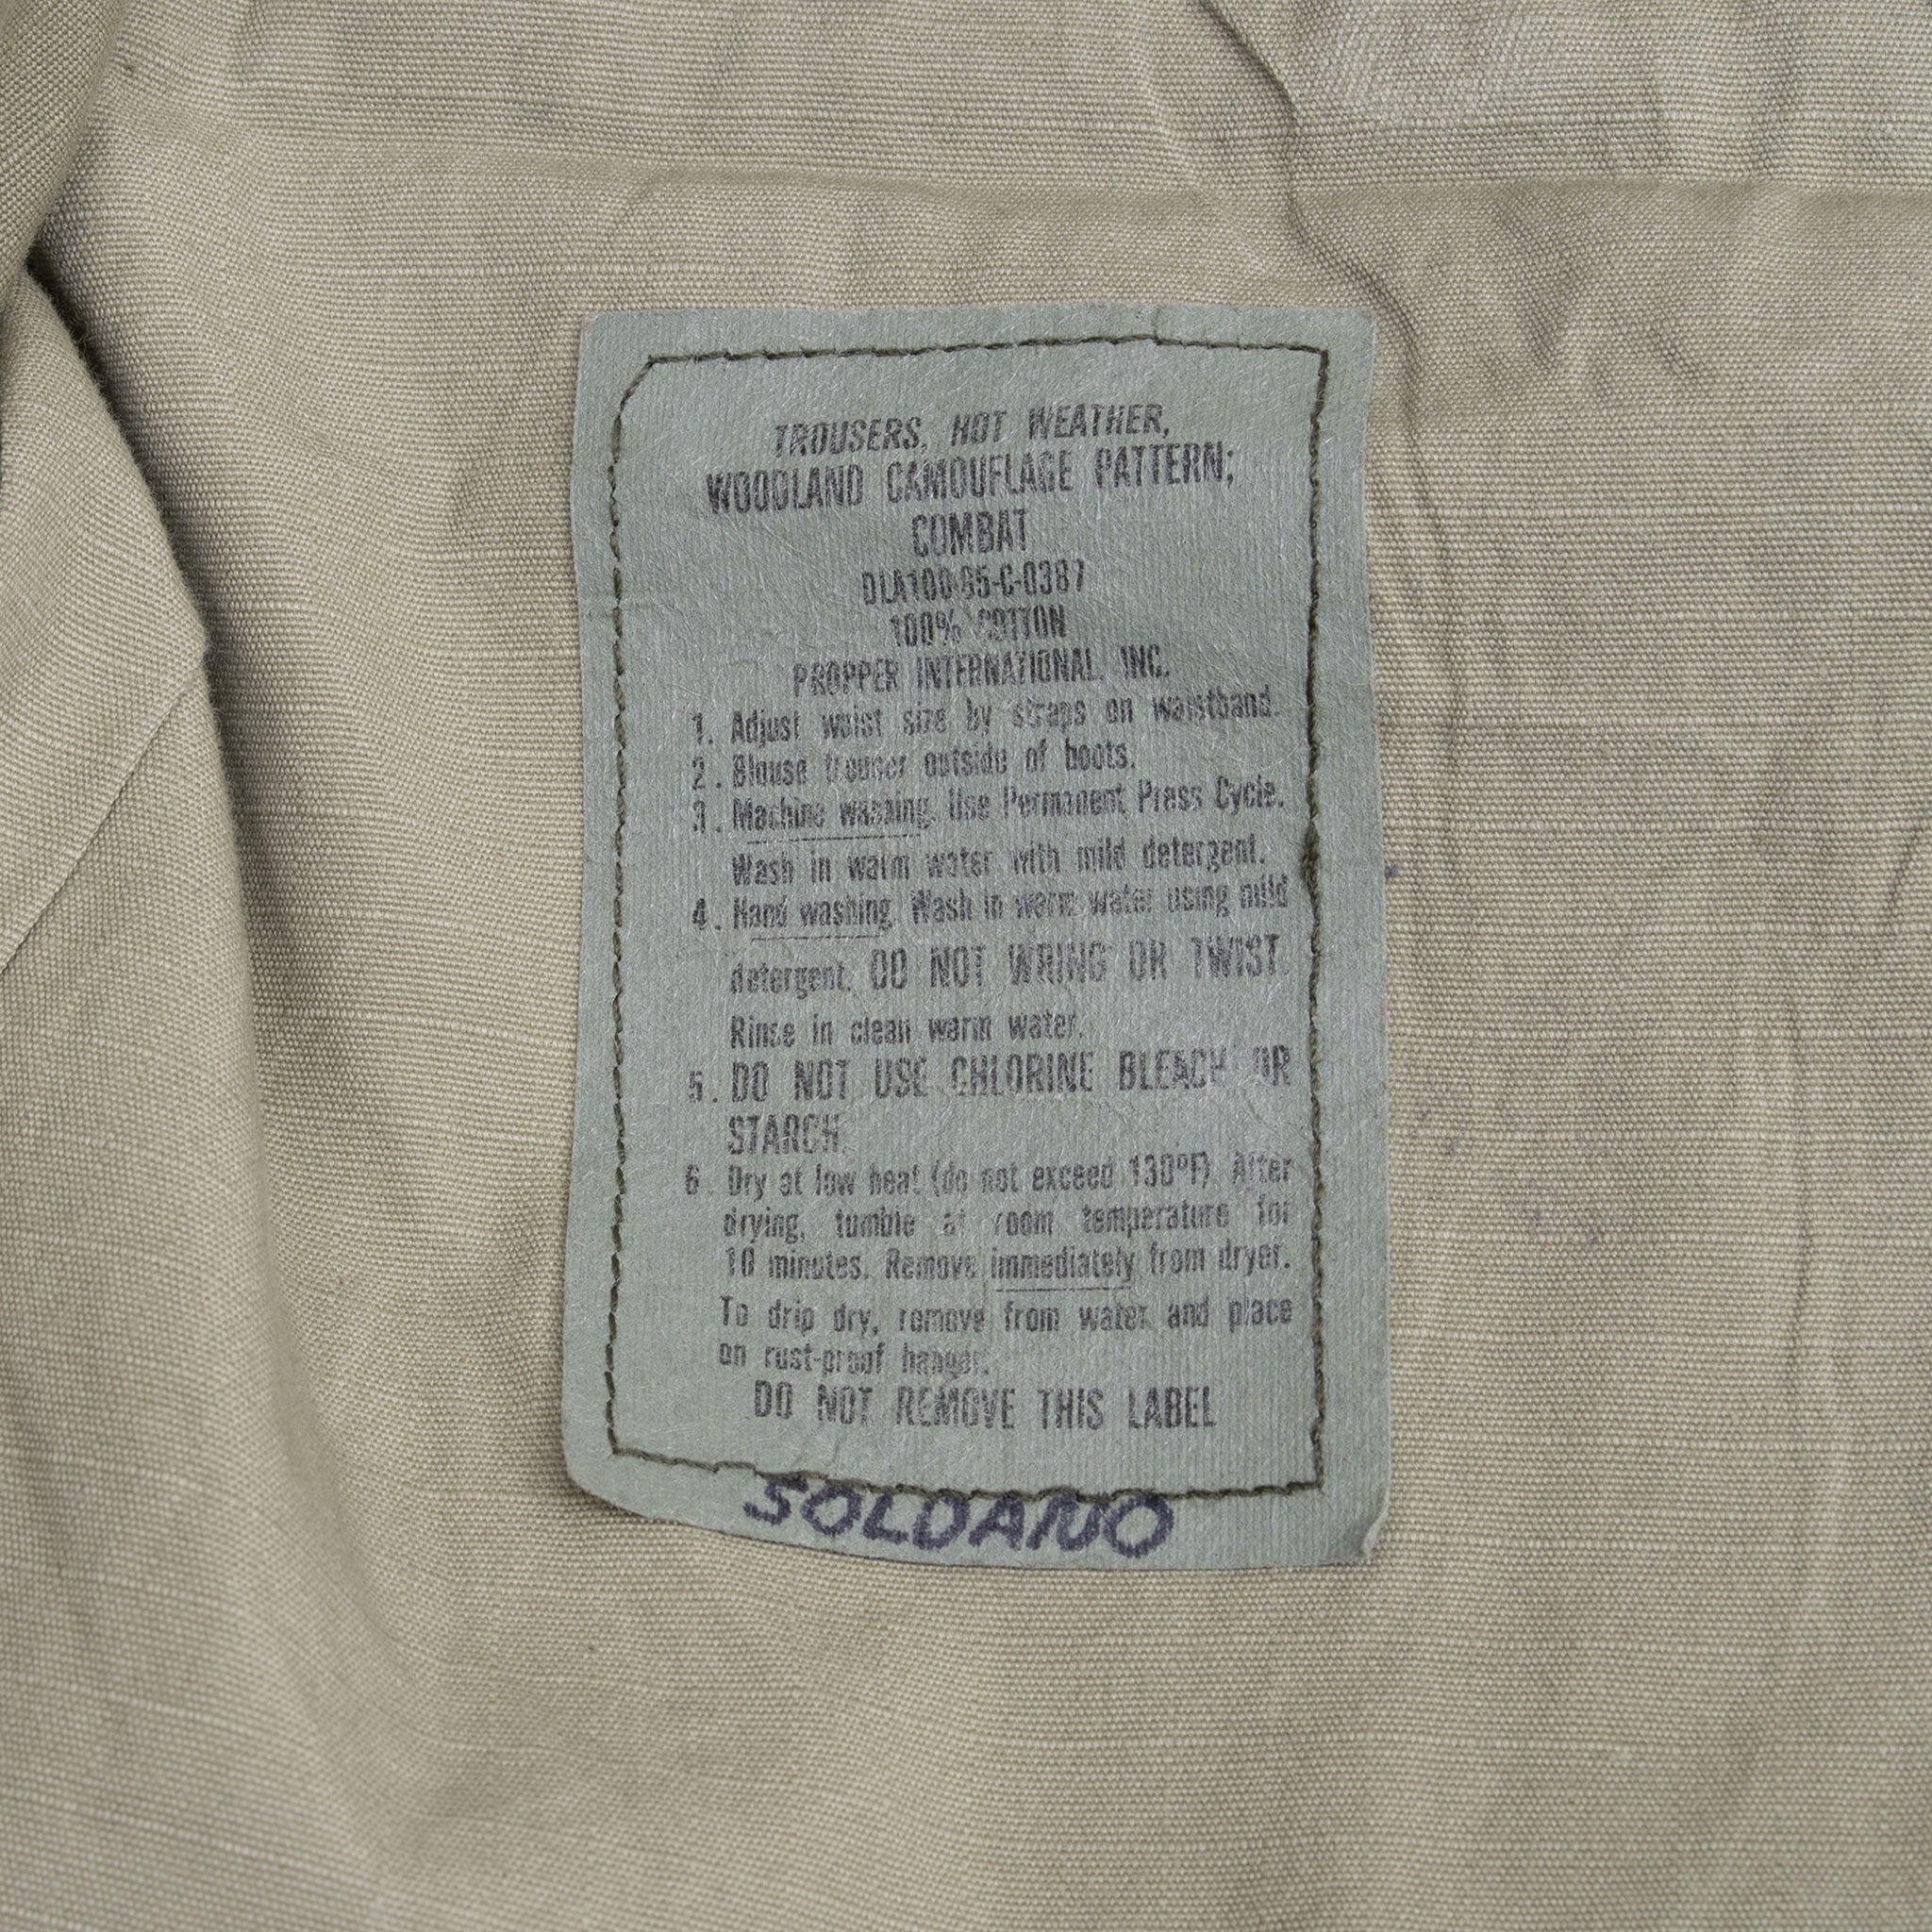 TROUSERS, HOT WEATHER,
WOODLAND CAMOUFLAGE PATTERN;
COMBAT
DLA100-85-C-0387
100% COTTON
PROPPER INTERNATIONAL, INC.
1. Adjust waist size by straps on waistband.
2. Blouse trouser outside of boots.
3. Machine washing. Use Permanent Press Cycle.
Wash in warm water with mild detergent.
4. Hand washing. Wash in warm water using mild
detergent. DO NOT WRING OR TWIST.
Rinse in clean warm water.
5. DO NOT USE CHLORINE BLEACH OR
STARCH.
6. Dry at low heat (do not exceed 130°F). After
drying, tumble at room temperature for
10 minutes. Remove immediately from dryer.
To drip dry, remove from water and place
on rust-proof hanger.
DO NOT REMOVE THIS LABEL
SOLDANO